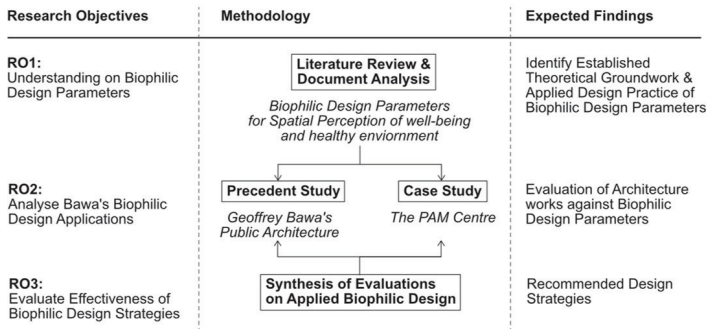 Research Objectives
Methodology
Expected Findings
RO1:
Understanding on Biophilic
Design Parameters
Literature Review &
Document Analysis
Biophilic Design Parameters
for Spatial Perception of well-being
and healthy enviornment
Identify Established
Theoretical Groundwork &
Applied Design Practice of
Biophilic Design Parameters
RO2:
Analyse Bawa's Biophilic
Design Applications
Precedent Study
Geoffrey Bawa's
Public Architecture
Case Study
The PAM Centre
Evaluation of Architecture
works against Biophilic
Design Parameters
RO3:
Evaluate Effectiveness of
Biophilic Design Strategies
Synthesis of Evaluations
on Applied Biophilic Design
Recommended Design
Strategies